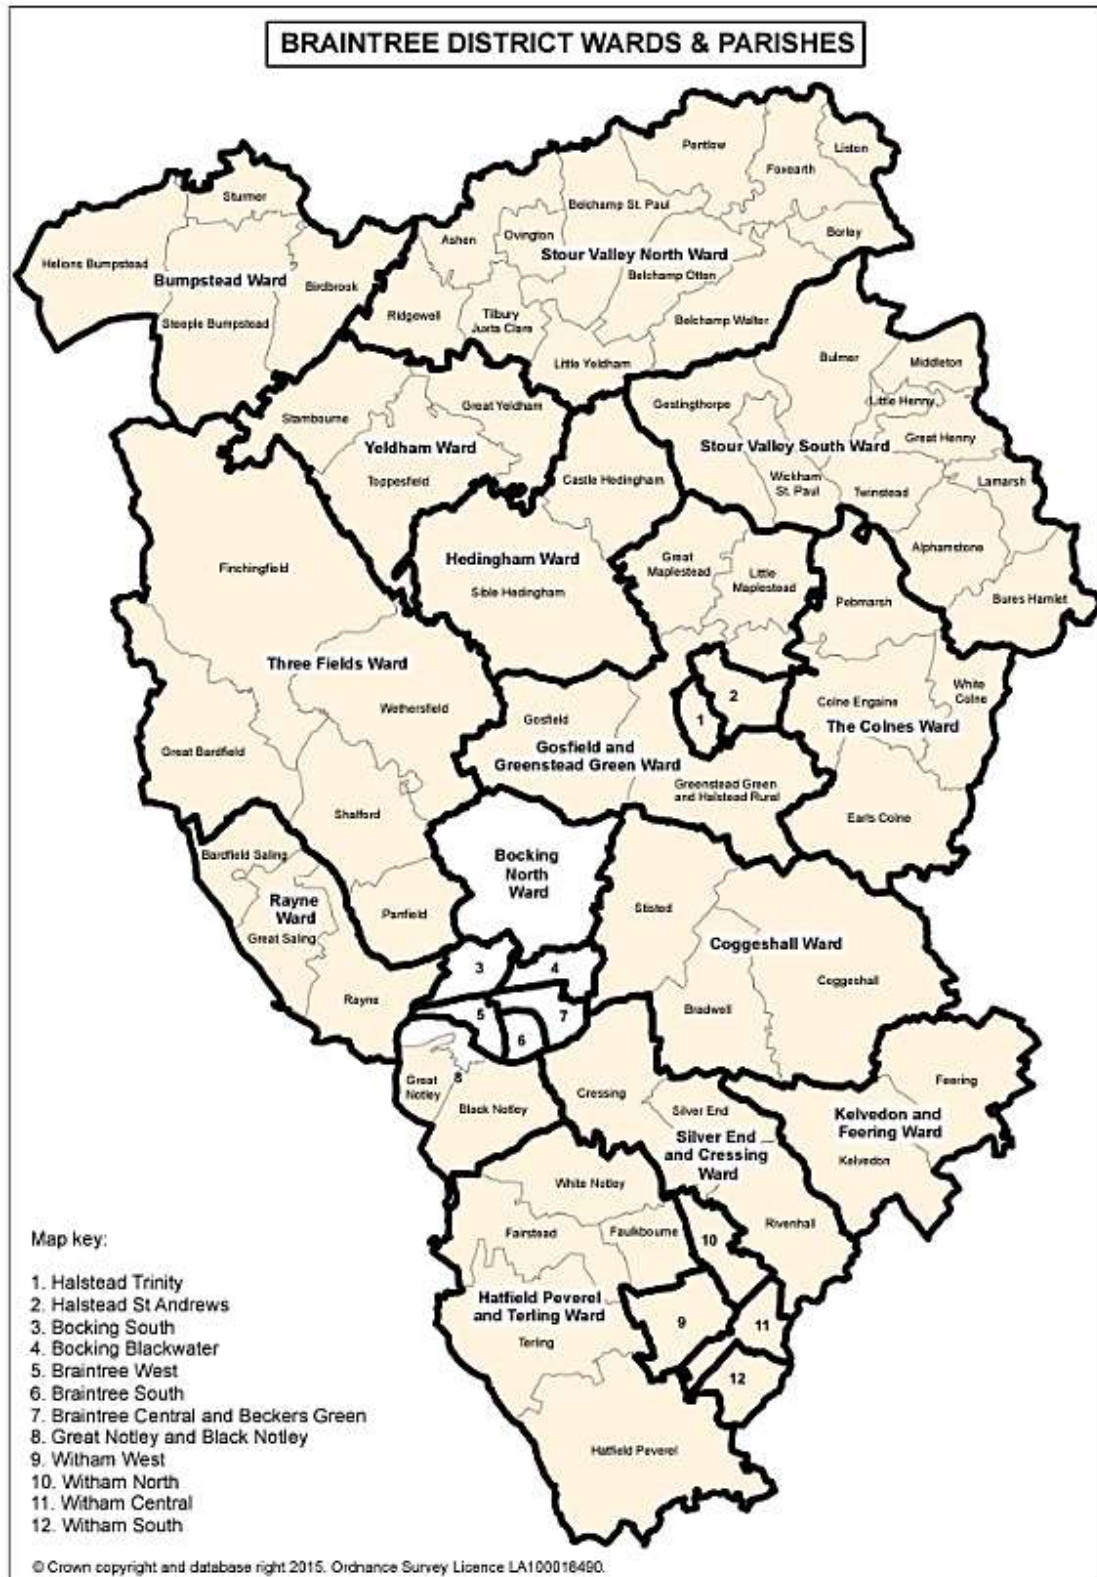 BRAINTREE DISTRICT WARDS & PARISHES
Pentlow
Liston
Foxearth
Sturmer
Belchamp St. Paul
Borley
Ashen
Ovington
Stour Valley North Ward
Helions Bumpstead
Bumpstead Ward
Birdbrook
Belchamp Otton
Steeple Bumpstead
Ridgewell
Tilbury
Juxta Clare
Belchamp Walter
Little Yeldham
Bulmer
Middleton
Stambourne
Great Yeldham
Gestingthorpe
Little Henny
Great Henny
Yeldham Ward
Stour Valley South Ward
Toppesfield
Castle Hedingham
Wickham
St. Paul
Twinstead
Lamarsh
Alphamstone
Finchingfield
Hedingham Ward
Sible Hedingham
Great
Maplestead
Little
Maplestead
Pebmarsh
Bures Hamlet
Three Fields Ward
Wethersfield
Gosfield
1
2
Colne Engaine
White
Colne
The Colnes Ward
Great Bardfield
Gosfield and
Greenstead Green Ward
Greenstead Green
and Halstead Rural
Shalford
Earls Colne
Bardfield Saling
Bocking
North
Ward
Rayne
Ward
Great Saling
Panfield
Stisted
Coggeshall Ward
Coggeshall
Rayne
3
4
5
6
7
Bradwell
Great
Notley
8
Black Notley
Cressing
Silver End
Feering
Kelvedon and
Feering Ward
Kelvedon
Silver End
and Cressing
Ward
White Notley
Fairstead
Faulkbourne
10
Rivenhall
Hatfield Peverel
and Terling Ward
Terling
9
11
12
Hatfield Peverel
Map key:
1. Halstead Trinity
2. Halstead St Andrews
3. Bocking South
4. Bocking Blackwater
5. Braintree West
6. Braintree South
7. Braintree Central and Beckers Green
8. Great Notley and Black Notley
9. Witham West
10. Witham North
11. Witham Central
12. Witham South
© Crown copyright and database right 2015. Ordnance Survey Licence LA100018490.